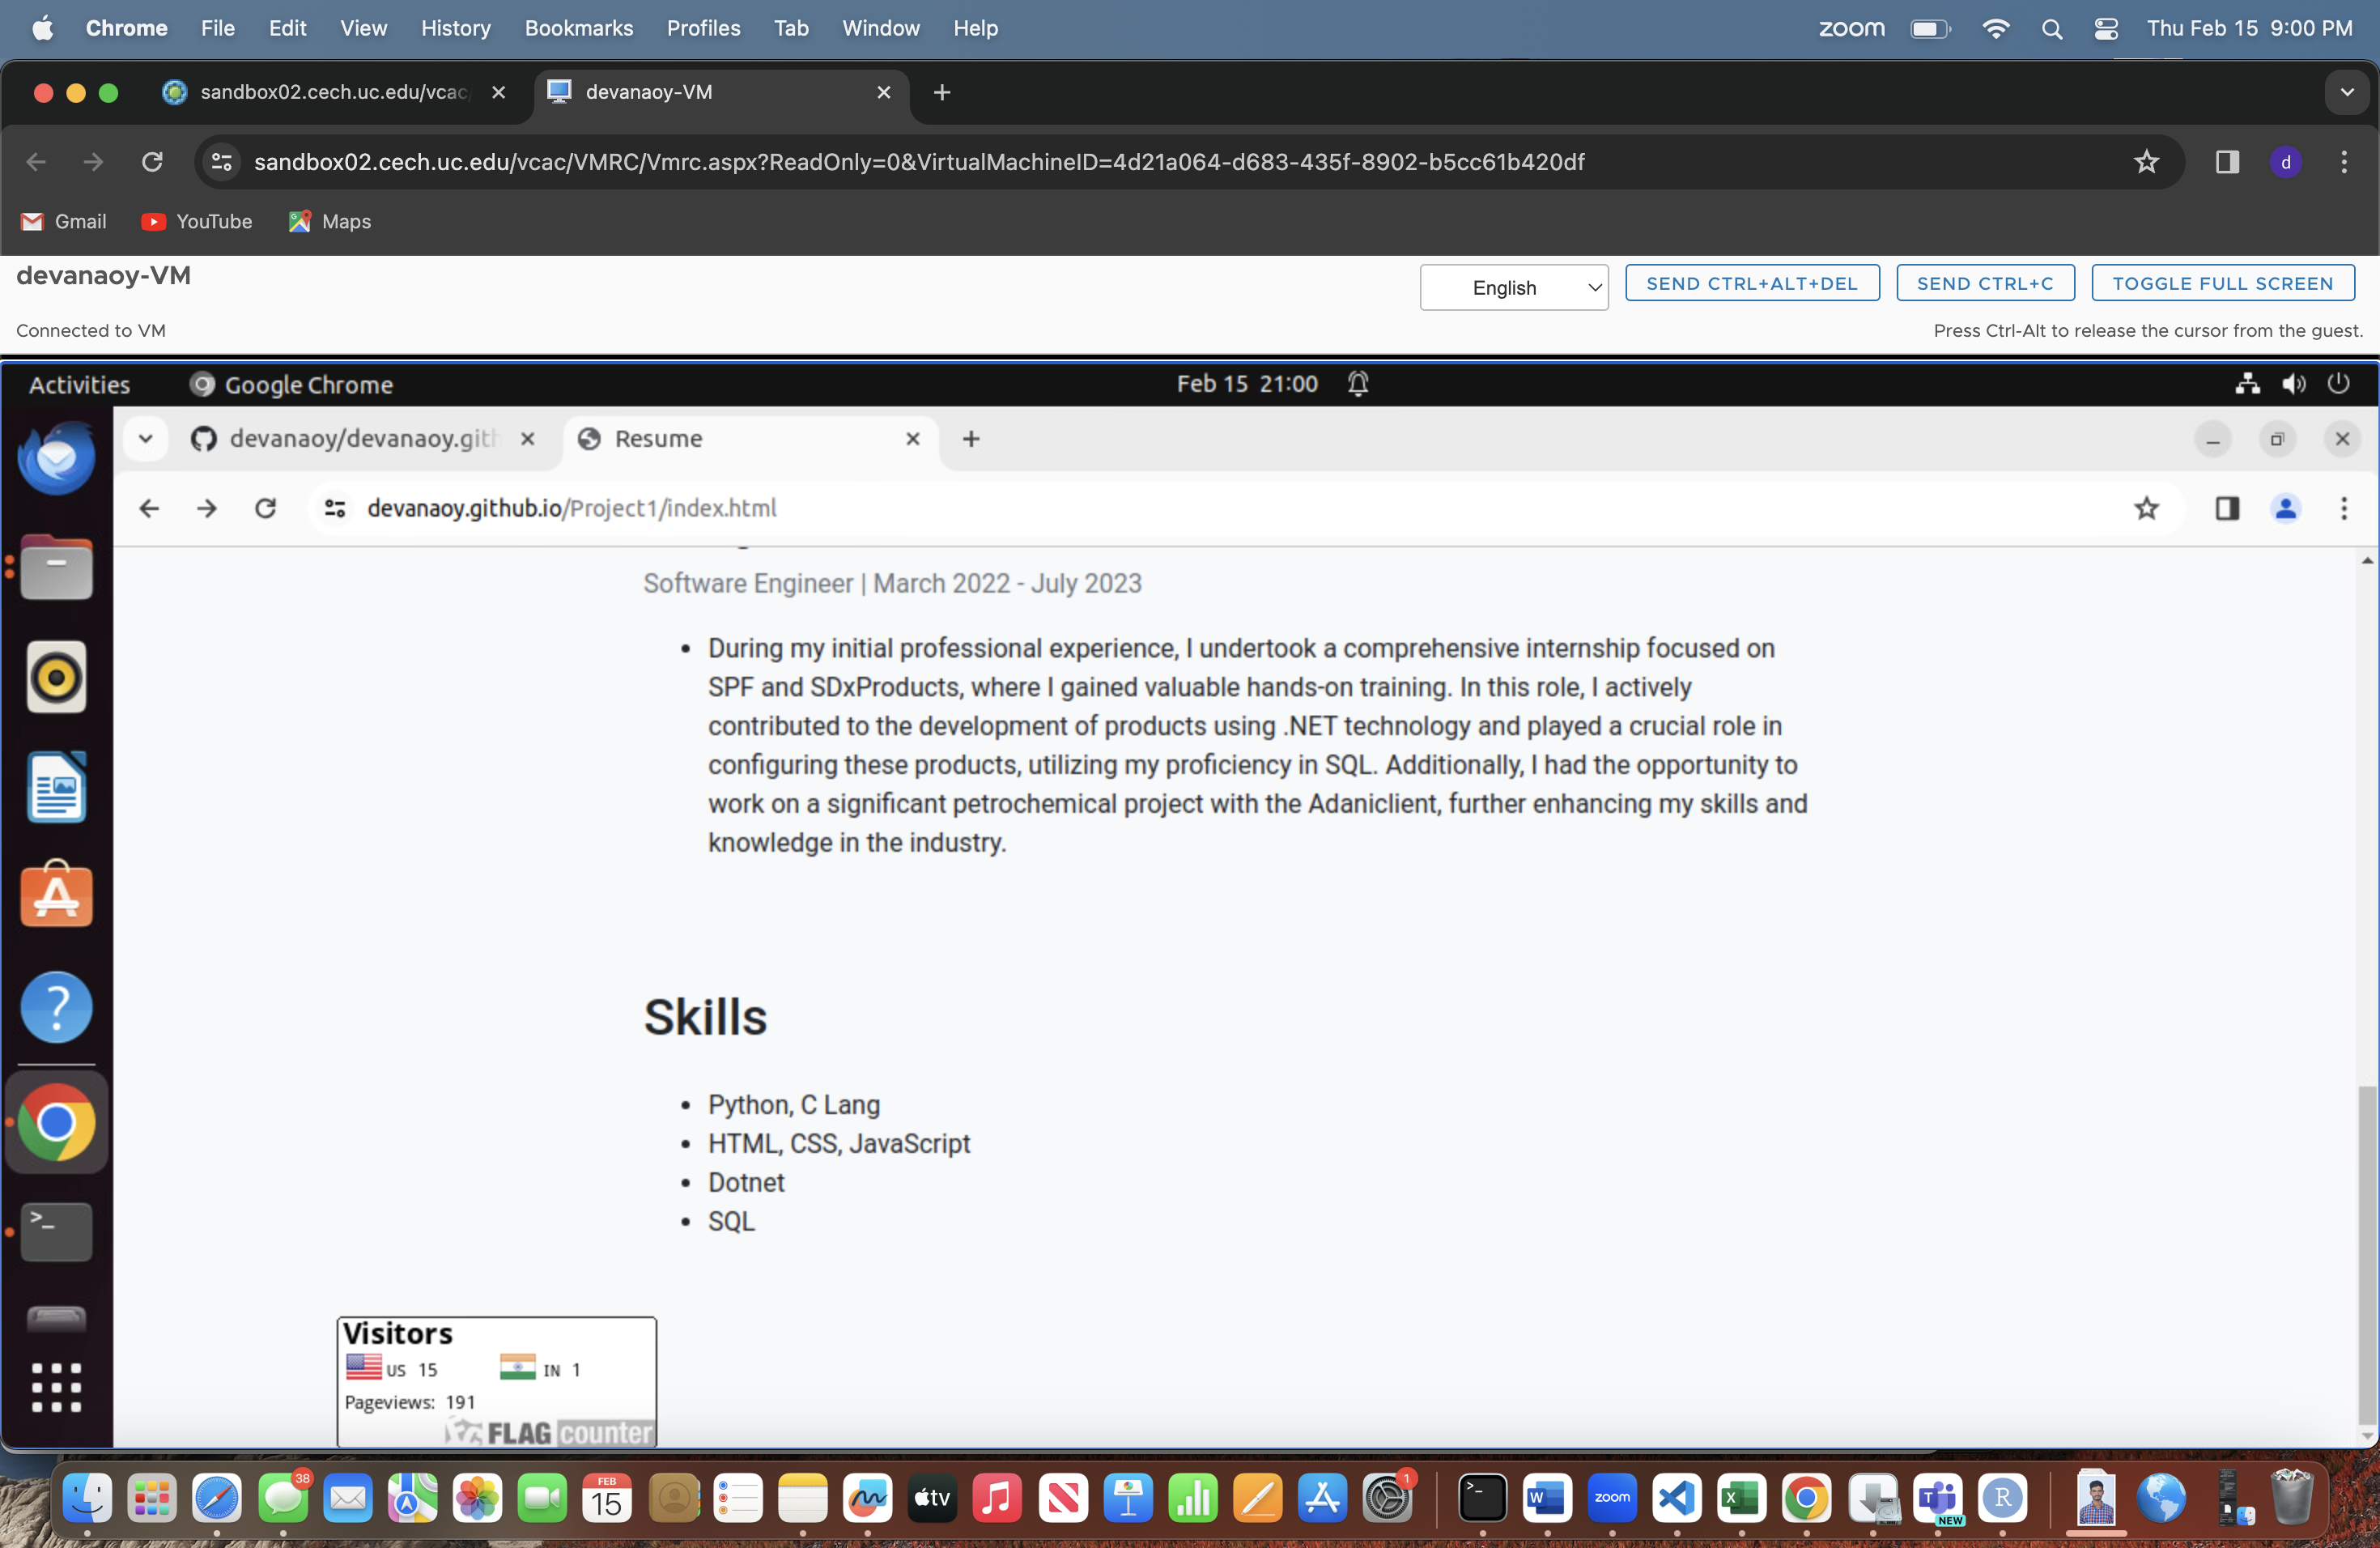 Chrome File Edit View History Bookmarks Profiles Tab Window Help zoom Thu Feb 15 9:00 PM
sandbox02.cech.uc.edu/vcac devanaoy-VM
sandbox02.cech.uc.edu/vcac/VMRC/Vmrc.aspx?ReadOnly=0&VirtualMachineID=4d21a064-d683-435f-8902-b5cc61b420df d
Gmail YouTube Maps
devanaoy-VM English SEND CTRL+ALT+DEL SEND CTRL+C TOGGLE FULL SCREEN
Connected to VM Press Ctrl-Alt to release the cursor from the guest.
Activities Google Chrome Feb 15 21:00
devanaoy/devanaoy.gith Resume
devanaoy.github.io/Project1/index.html
Software Engineer | March 2022 - July 2023
• During my initial professional experience, I undertook a comprehensive internship focused on
SPF and SDxProducts, where I gained valuable hands-on training. In this role, I actively
contributed to the development of products using .NET technology and played a crucial role in
configuring these products, utilizing my proficiency in SQL. Additionally, I had the opportunity to
work on a significant petrochemical project with the Adaniclient, further enhancing my skills and
knowledge in the industry.
Skills
• Python, C Lang
• HTML, CSS, JavaScript
• Dotnet
• SQL
Visitors
US 15 IN 1
Pageviews: 191
FLAG counter
38 FEB 15 tv 1 >_ W zoom X T NEW R